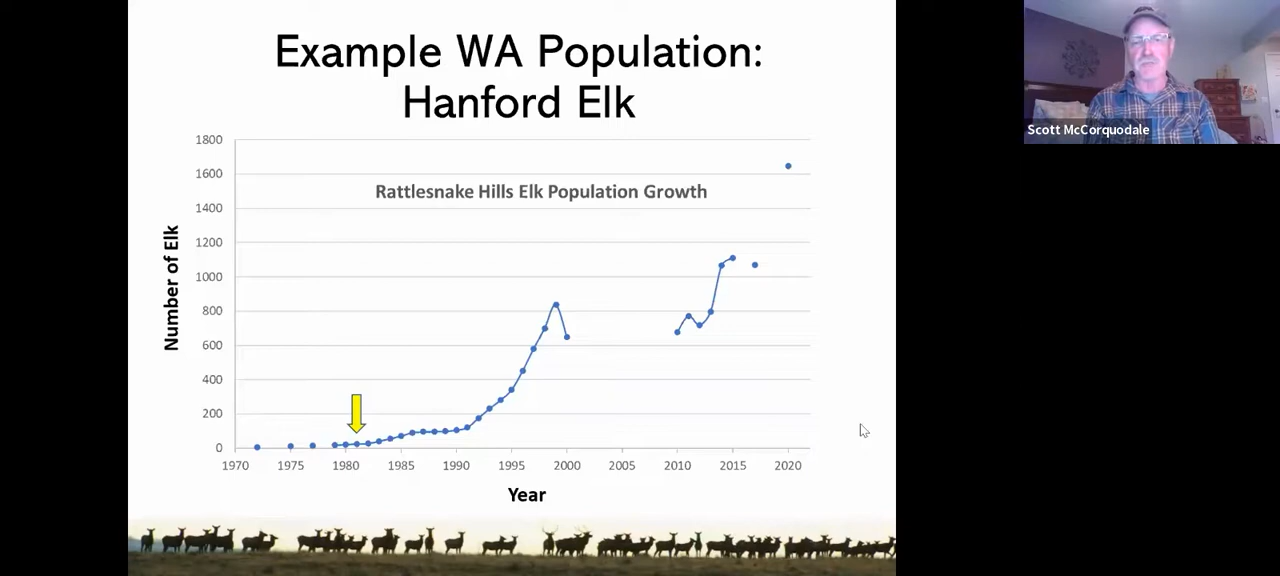 Example WA Population:
Hanford Elk
Rattlesnake Hills Elk Population Growth
Number of Elk
1800
1600
1400
1200
1000
800
600
400
200
0
1970 1975 1980 1985 1990 1995 2000 2005 2010 2015 2020
Year
Scott McCorquodale